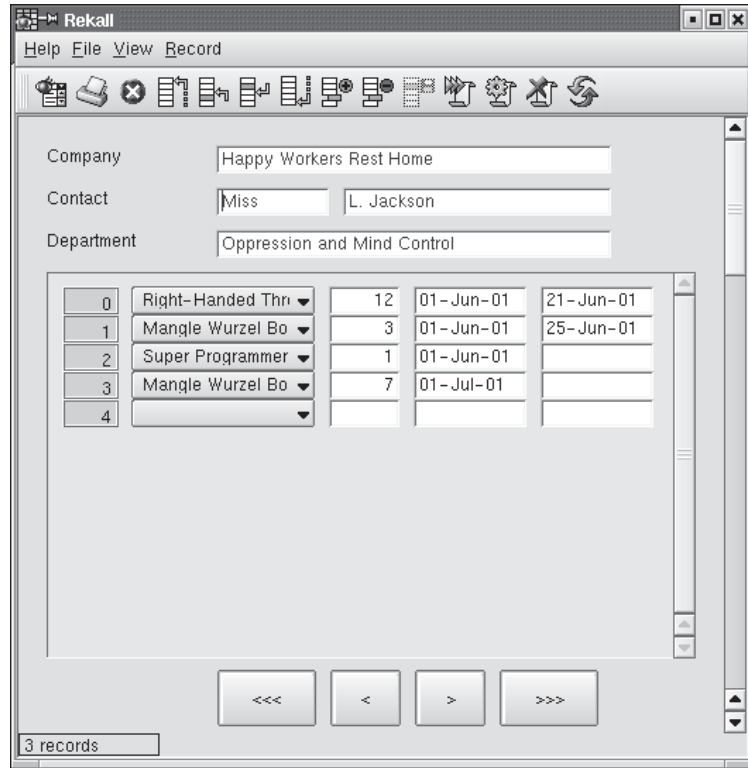 Rekall
Help File View Record
Company Happy Workers Rest Home
Contact Miss L. Jackson
Department Oppression and Mind Control
0 Right-Handed Thr 12 01-Jun-01 21-Jun-01
1 Mangle Wurzel Bo 3 01-Jun-01 25-Jun-01
2 Super Programmer 1 01-Jun-01
3 Mangle Wurzel Bo 7 01-Jul-01
4
<<< < > >>>
3 records